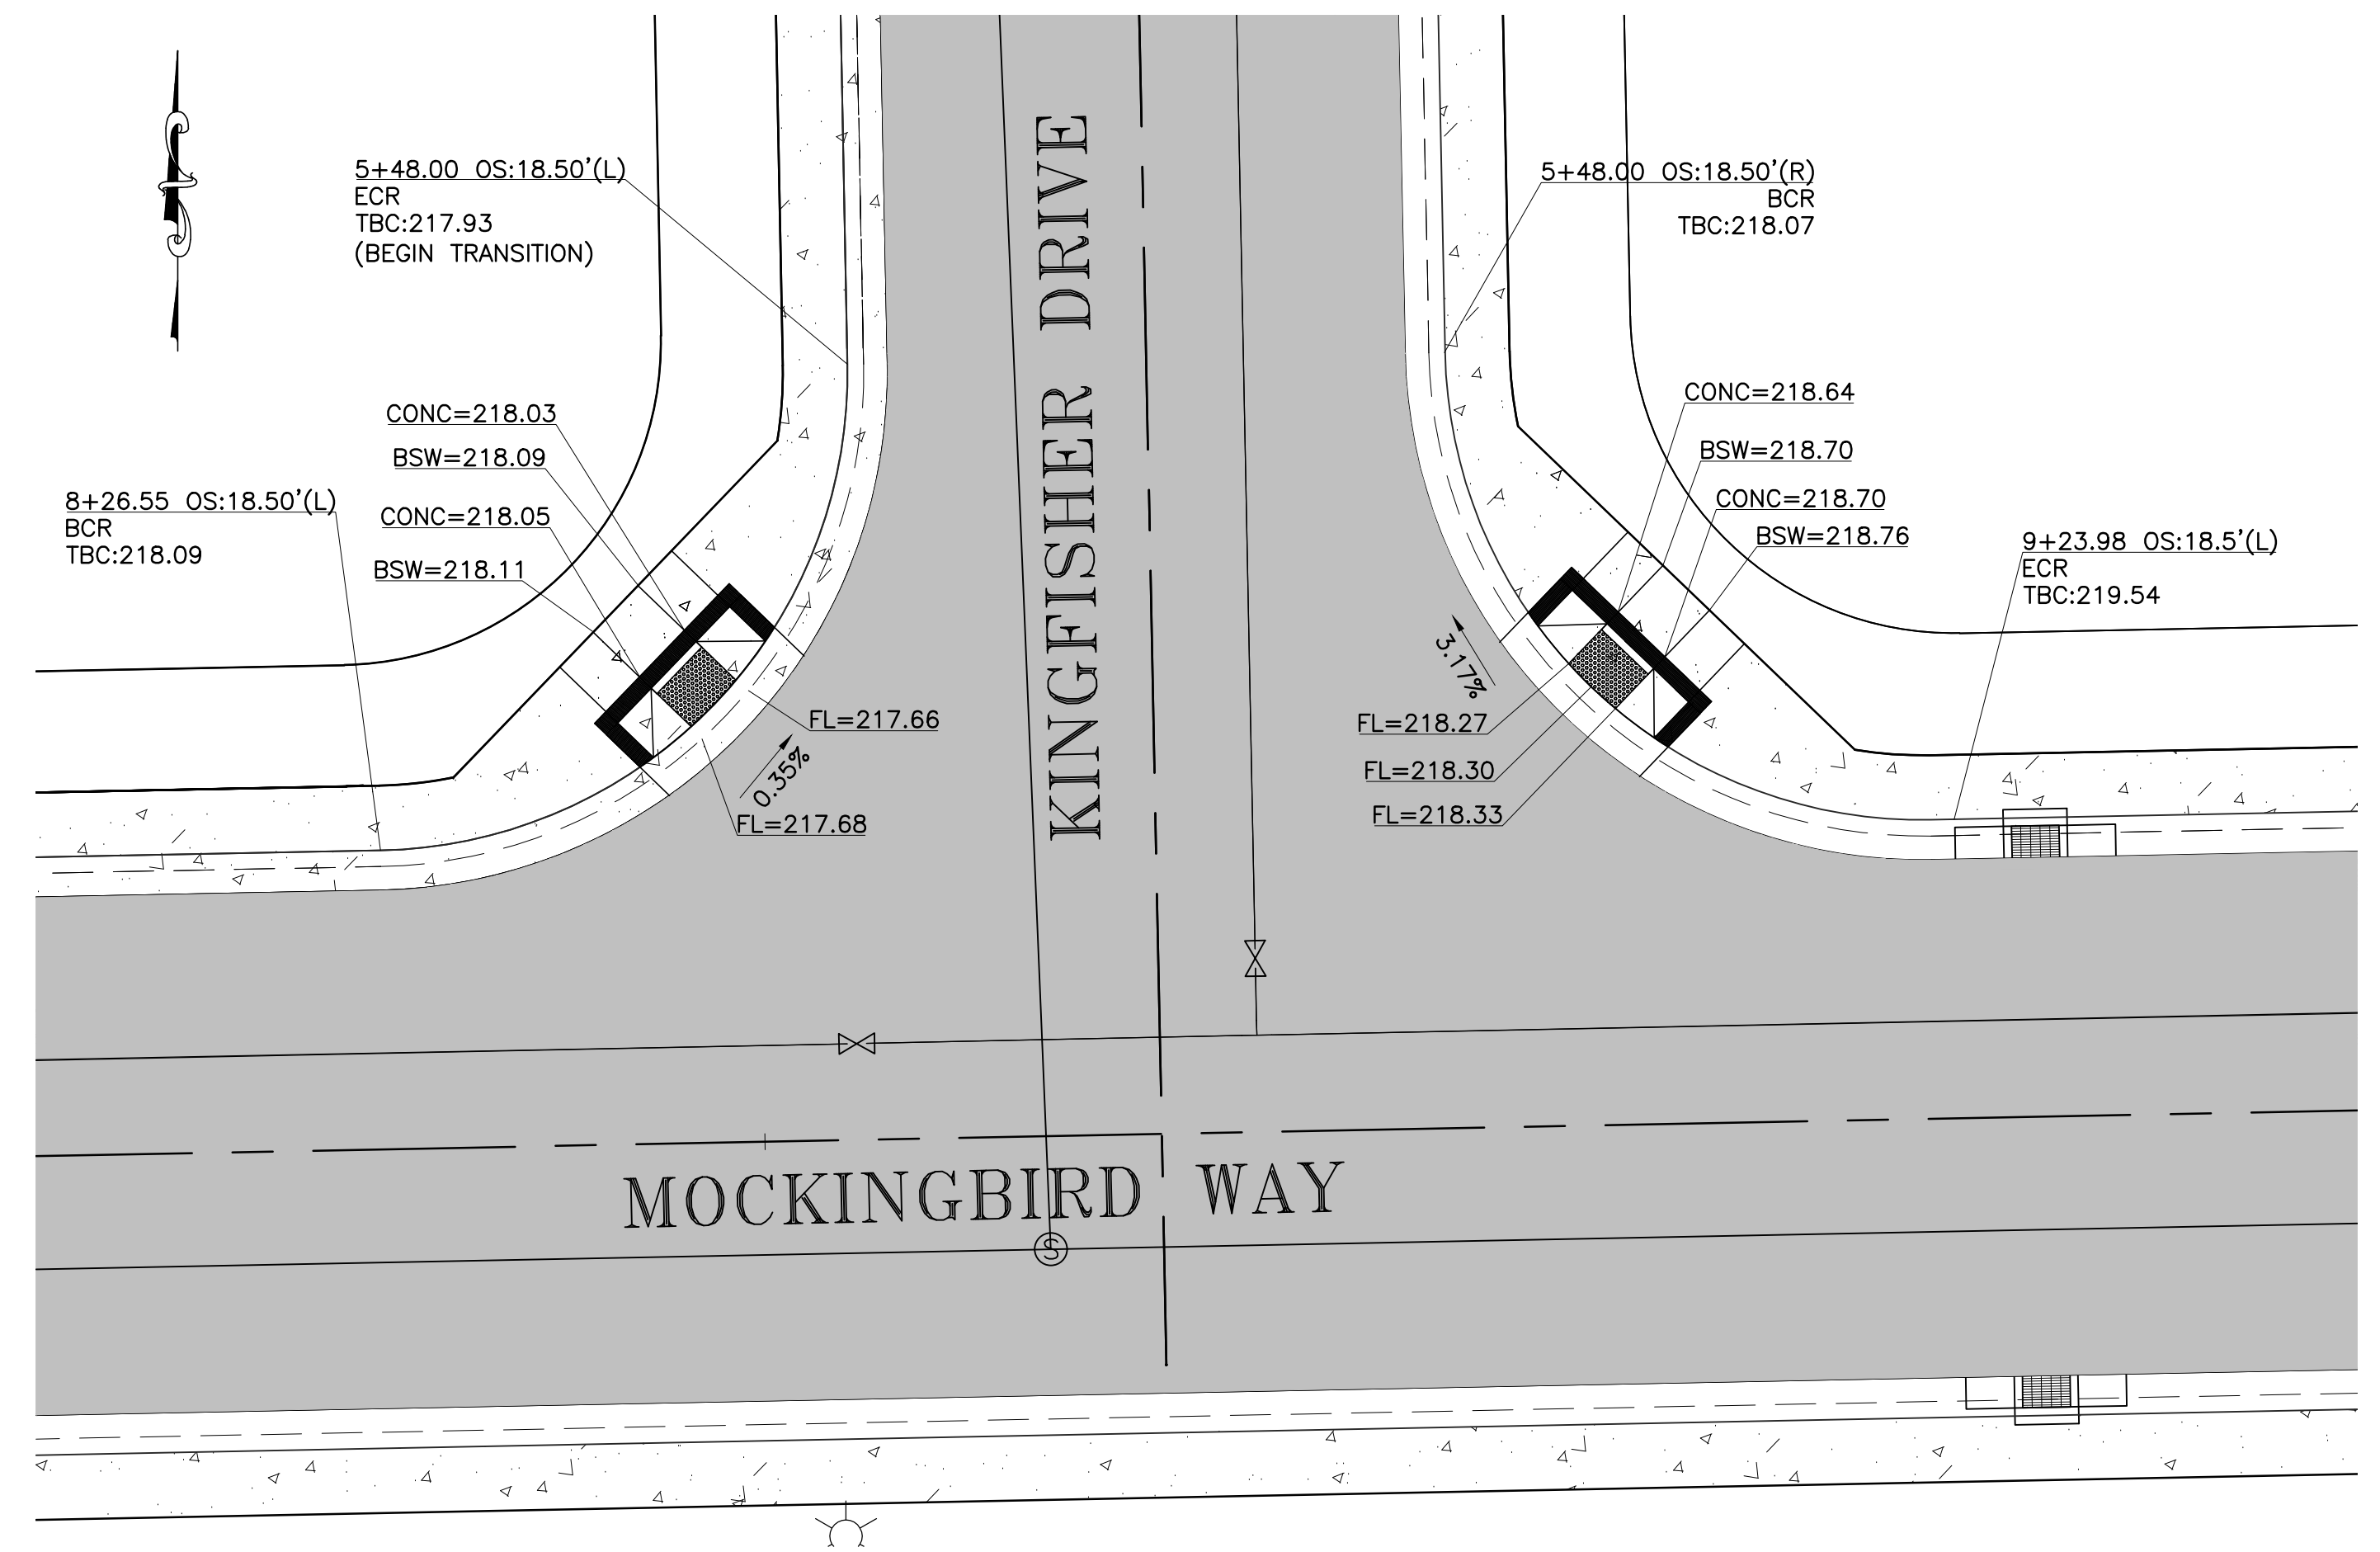 5+48.00 OS:18.50'(L)
ECR
TBC:217.93
(BEGIN TRANSITION)
5+48.00 OS:18.50'(R)
BCR
TBC:218.07
CONC=218.03
BSW=218.09
CONC=218.05
BSW=218.11
8+26.55 OS:18.50'(L)
BCR
TBC:218.09
CONC=218.64
BSW=218.70
CONC=218.70
BSW=218.76
9+23.98 OS:18.5'(L)
ECR
TBC:219.54
FL=217.66
0.35%
FL=217.68
3.17%
FL=218.27
FL=218.30
FL=218.33
KINGFISHER DRIVE
MOCKINGBIRD WAY
S